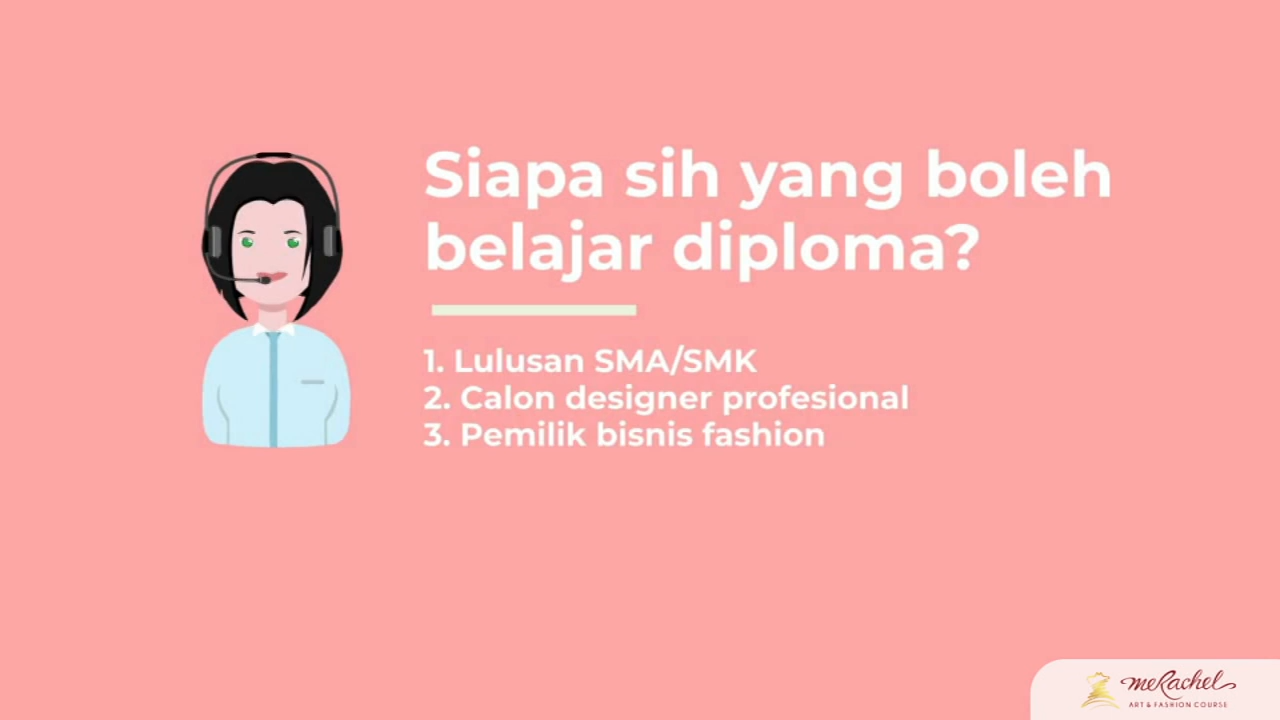 Siapa sih yang boleh
belajar diploma?
1. Lulusan SMA/SMK
2. Calon designer profesional
3. Pemilik bisnis fashion
meRachel
ART & FASHION COURSE